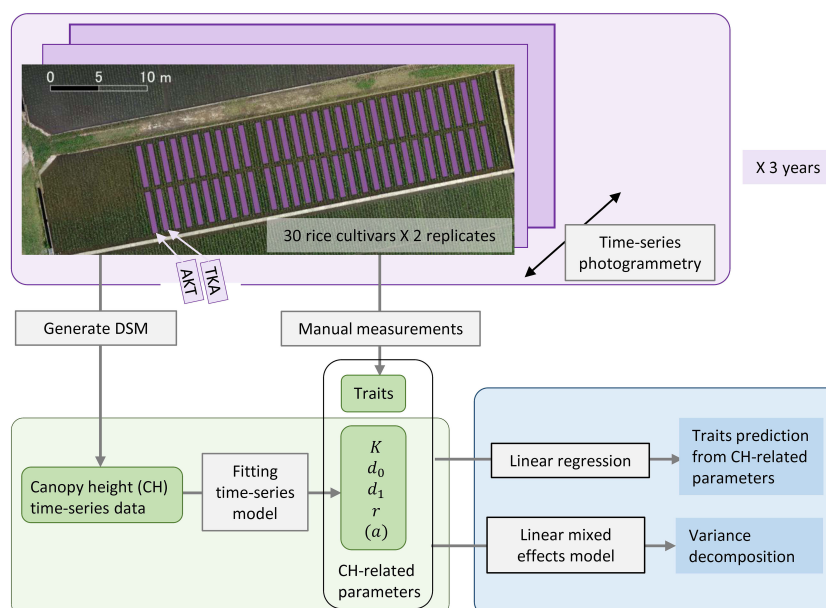 0 5 10 m
X 3 years
30 rice cultivars X 2 replicates
Time-series
photogrammetry
AKT
TKA
Generate DSM
Manual measurements
Traits
K
d₀
d₁
r
(a)
Canopy height (CH)
time-series data
Fitting
time-series
model
CH-related
parameters
Linear regression
Traits prediction
from CH-related
parameters
Linear mixed
effects model
Variance
decomposition